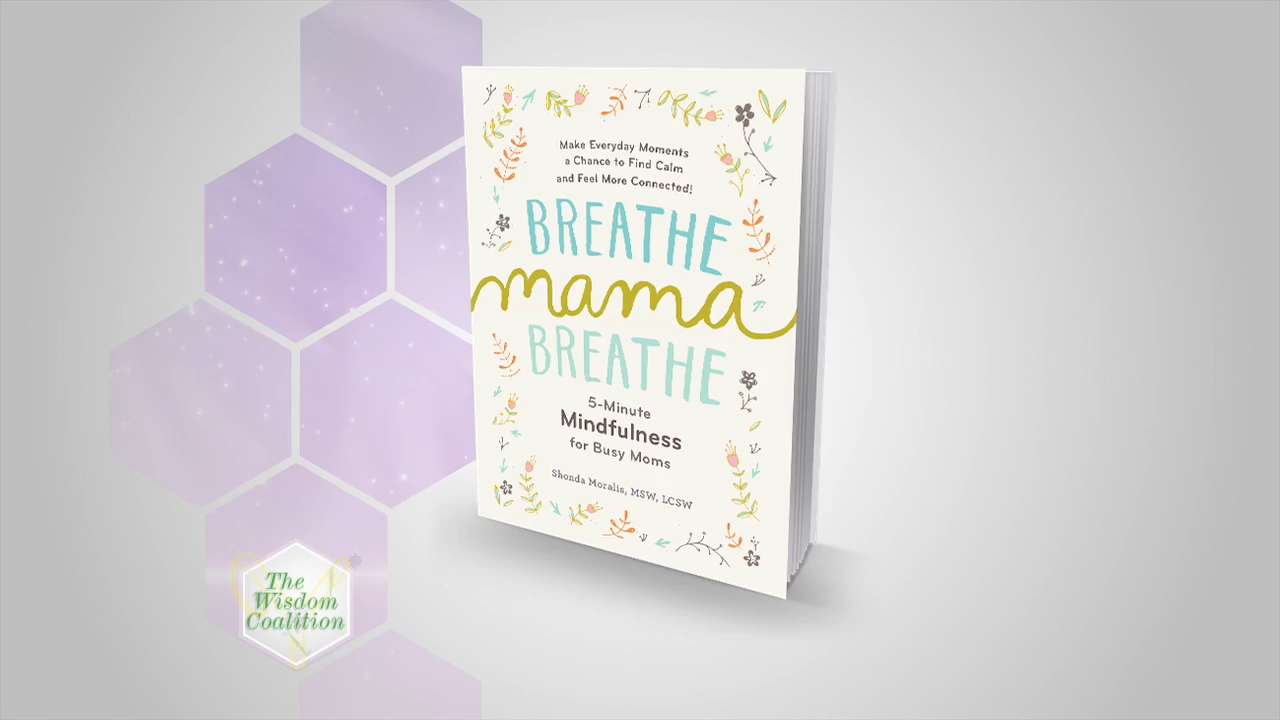 Make Everyday Moments
a Chance to Find Calm
and Feel More Connected!
BREATHE
mama
BREATHE
5-Minute
Mindfulness
for Busy Moms
Shonda Moralis, MSW, LCSW
The
Wisdom
Coalition